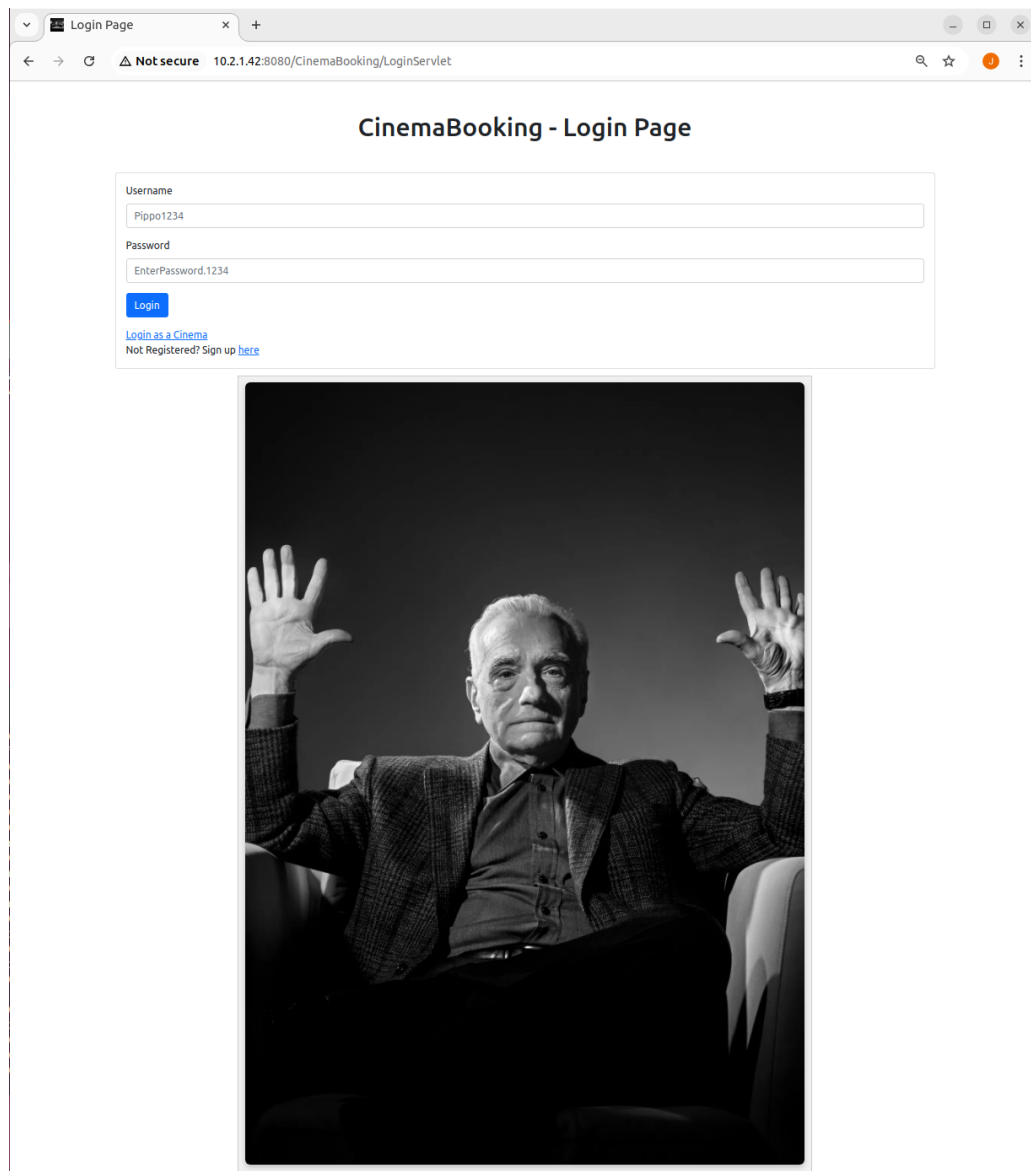 Login Page
Not secure 10.2.1.42:8080/CinemaBooking/LoginServlet
J
CinemaBooking - Login Page
Username
Pippo1234
Password
EnterPassword.1234
Login
Login as a Cinema
Not Registered? Sign up here